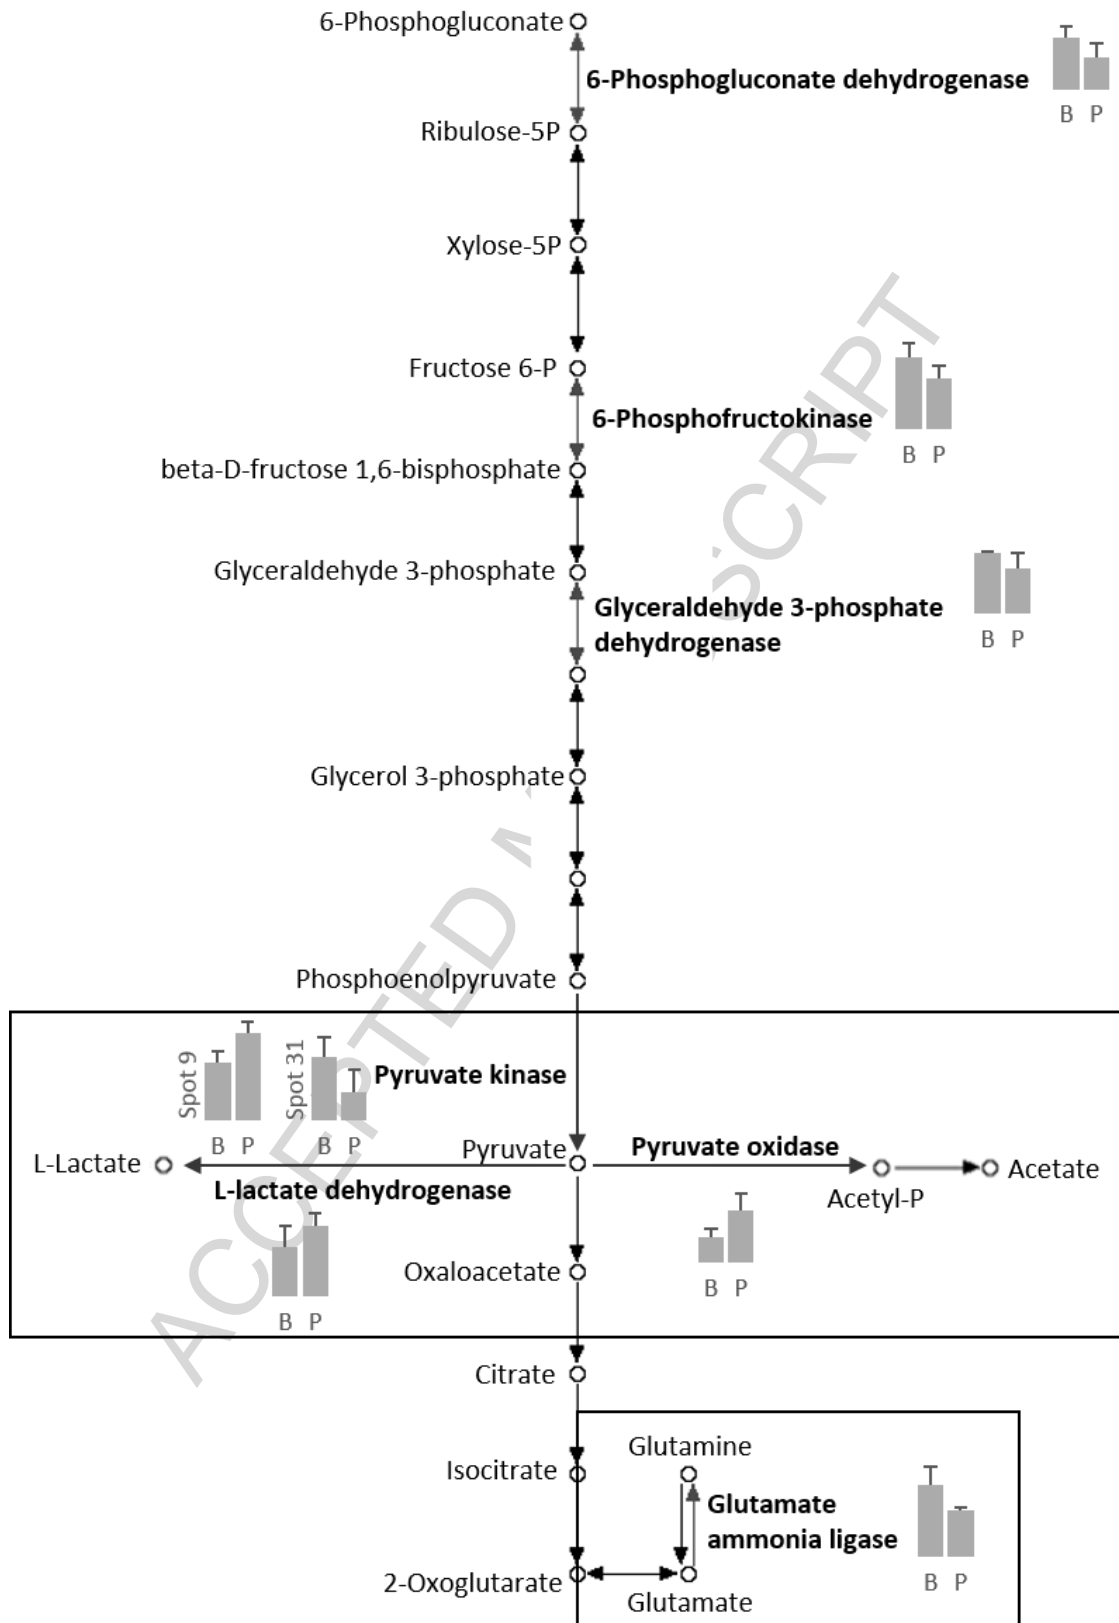 6-Phosphogluconate
6-Phosphogluconate dehydrogenase
B P
Ribulose-5P
Xylose-5P
Fructose 6-P
6-Phosphofructokinase
B P
beta-D-fructose 1,6-bisphosphate
Glyceraldehyde 3-phosphate
Glyceraldehyde 3-phosphate
dehydrogenase
B P
Glycerol 3-phosphate
Phosphoenolpyruvate
Spot 9
B P
Spot 31
B P
Pyruvate kinase
Pyruvate
Pyruvate oxidase
L-Lactate
L-lactate dehydrogenase
Acetyl-P
Acetate
B P
B P
Oxaloacetate
Citrate
Isocitrate
Glutamine
Glutamate
ammonia ligase
B P
2-Oxoglutarate
Glutamate
ACCEPTED M SCRIPT